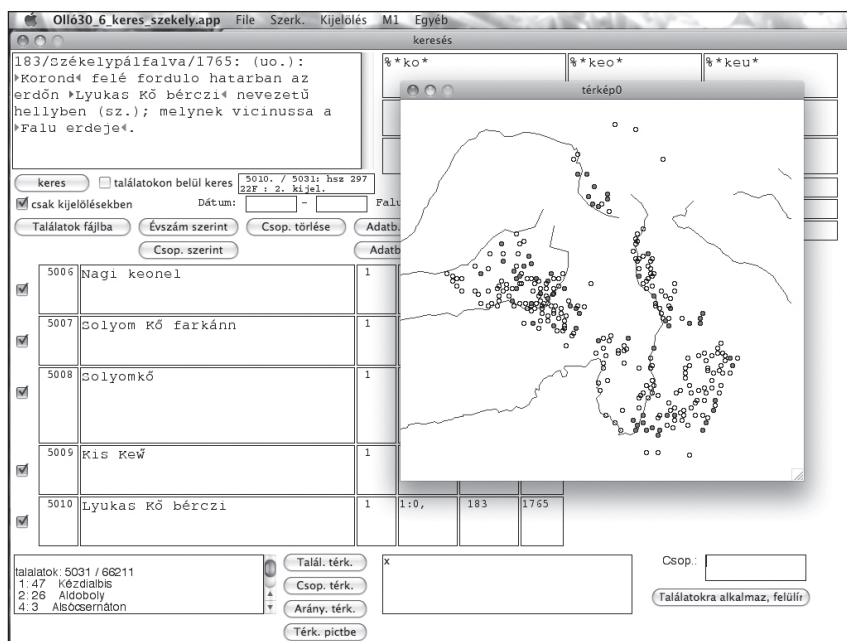 Olló30_6_keres_szekely.app File Szerk. Kijelölés M1 Egyéb
keresés
183/Székelypálfalva/1765: (uo.):
▸Korond◂ felé fordulo hatarban az
erdőn ▸Lyukas Kő bérczi◂ nevezetű
hellyben (sz.); melynek vicinussa a
▸Falu erdeje◂.
%*ko* %*keo* %*keu*
térkép0
keres találatokon belül keres 5010. / 5031: hsz 297
22F : 2. kijel.
csak kijelölésekben Dátum: - Falu
Találatok fájlba Évszám szerint Csop. törlése Adatb.
Csop. szerint Adatb
5006 Nagi keonel 1
5007 Solyom Kő farkánn 1
5008 Solyomkő 1
5009 Kis Kew̋ 1
5010 Lyukas Kő bérczi 1 1:0, 183 1765
talalatok: 5031 / 66211
1: 47 Kézdialbis
2: 26 Aldoboly
4: 3 Alsócsernáton
Talál. térk.
Csop. térk.
Arány. térk.
Térk. pictbe
x
Csop.:
Találatokra alkalmaz, felülír